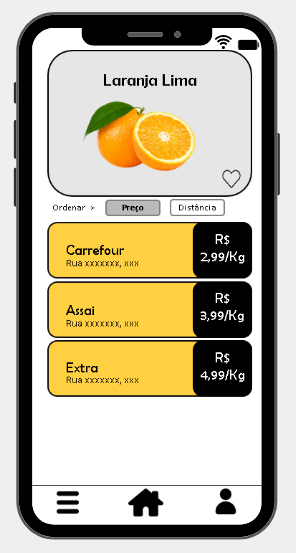 Laranja Lima
Ordenar > Preço Distância
Carrefour
Rua xxxxxxx, xxx
R$
2,99/Kg
Assai
Rua xxxxxxx, xxx
R$
3,99/Kg
Extra
Rua xxxxxxx, xxx
R$
4,99/Kg